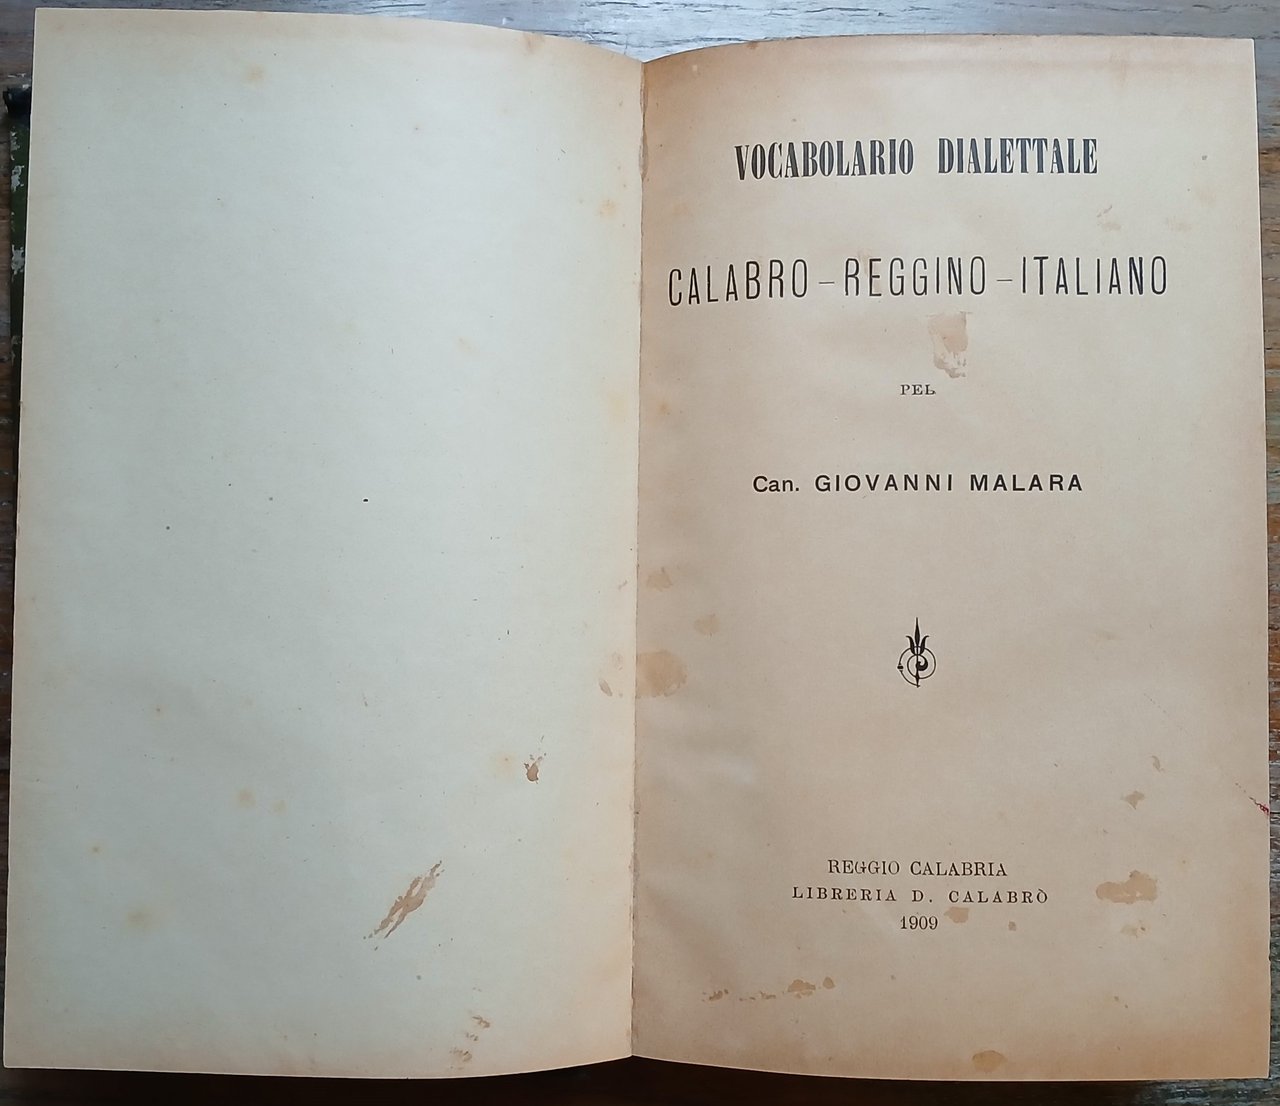 VOCABOLARIO DIALETTALE
CALABRO-REGGINO-ITALIANO
PEL
Can. GIOVANNI MALARA
REGGIO CALABRIA
LIBRERIA D. CALABRÒ
1909